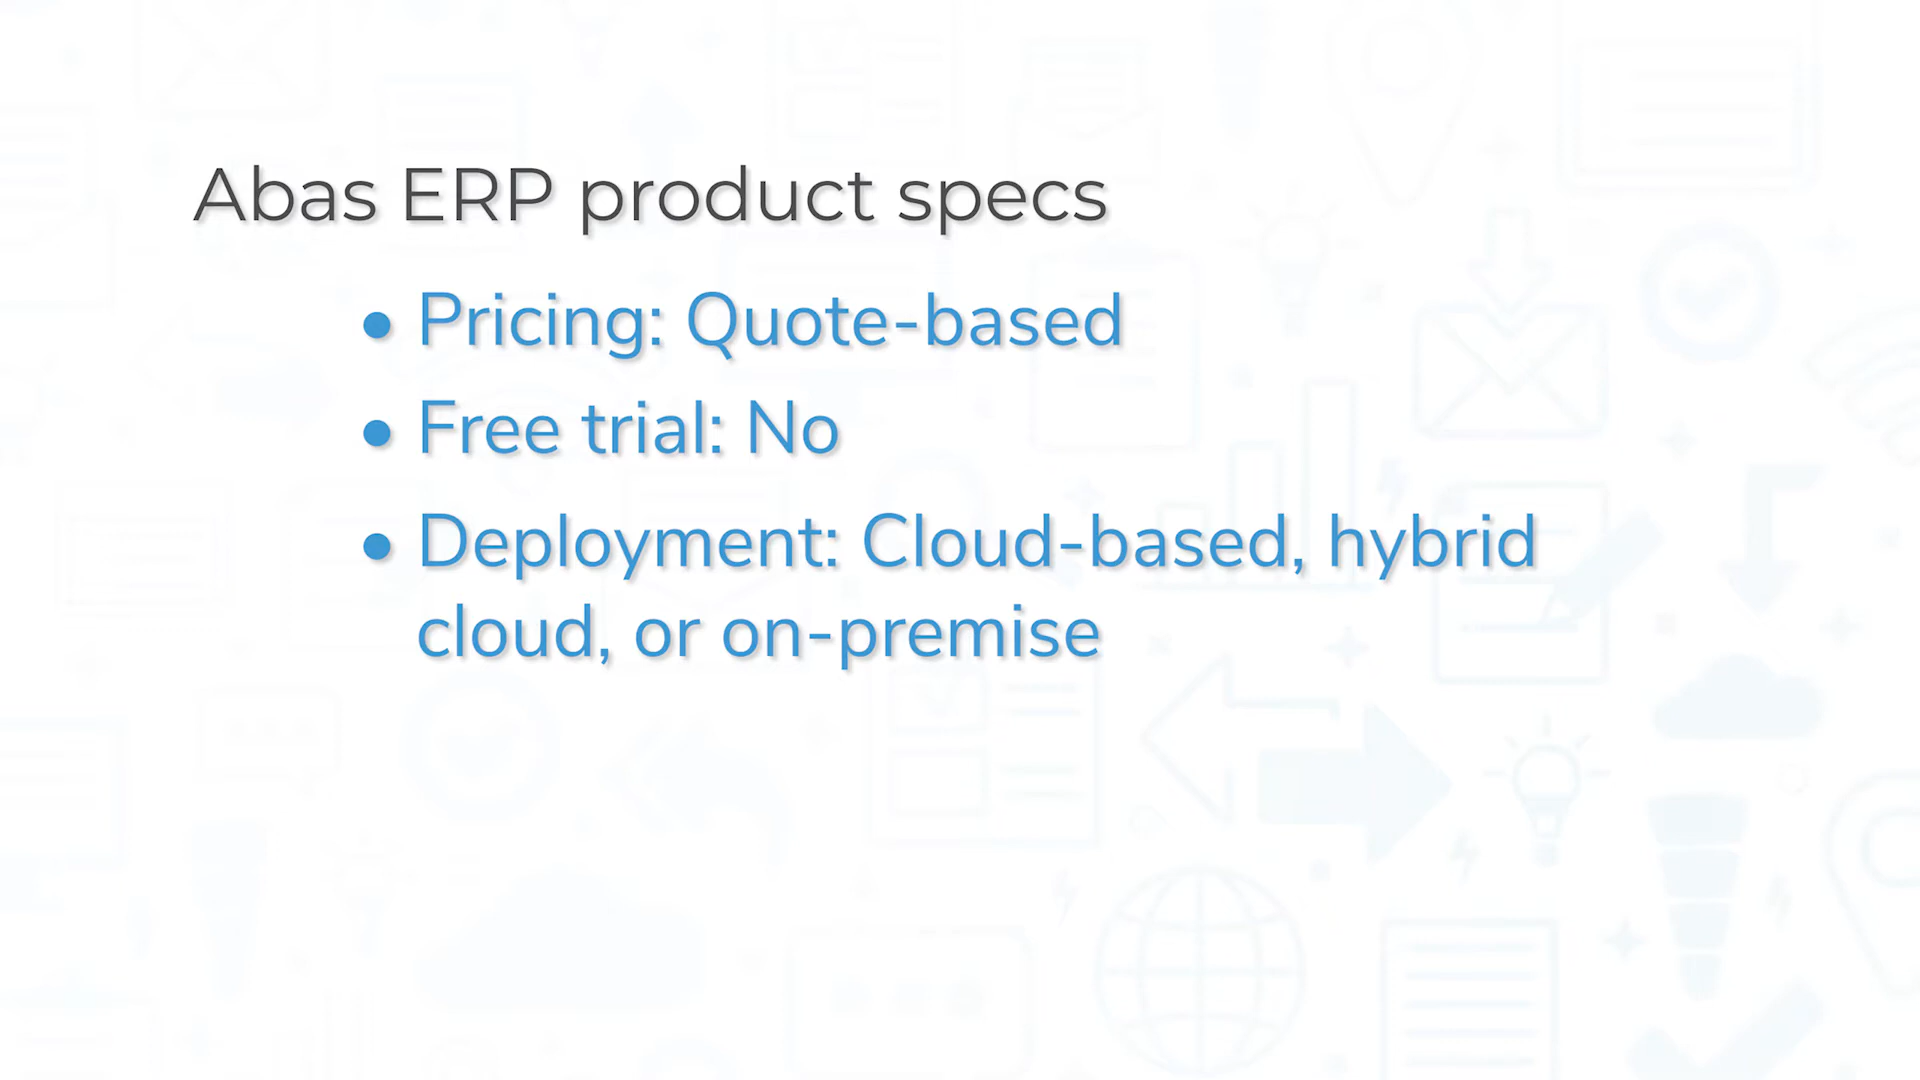 Abas ERP product specs
• Pricing: Quote-based
• Free trial: No
• Deployment: Cloud-based, hybrid
cloud, or on-premise